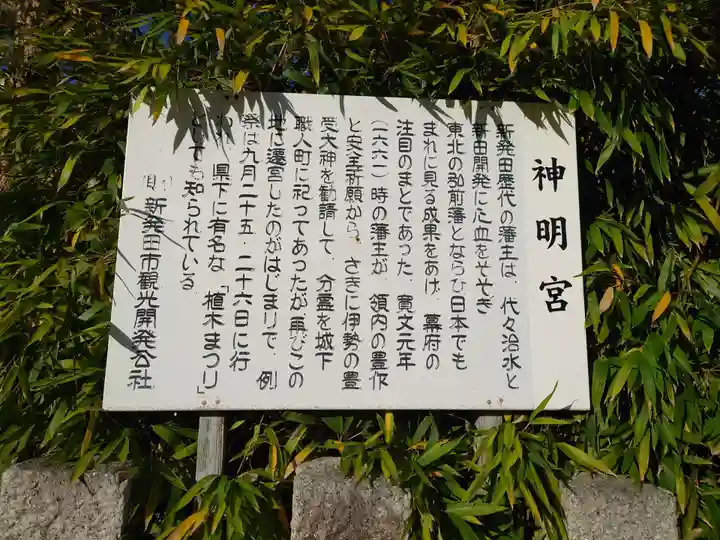 神明宮
新発田歴代の藩主は、代々治水と
新田開発に心血をそそぎ
東北の弘前藩とならび日本でも
まれに見る成果をあげ、幕府の
注目のまとであった。寛文元年
(一六六一)時の藩主が、領内の豊作
と安全祈願から、さきに伊勢の豊
受大神を勧請して、分霊を城下
職人町に祀ってあったが再びこの
地に遷宮したのがはじまりで、例
祭は九月二十五・二十六日に行
われ 県下に有名な「植木まつり」
としても知られている
新発田市観光開発公社